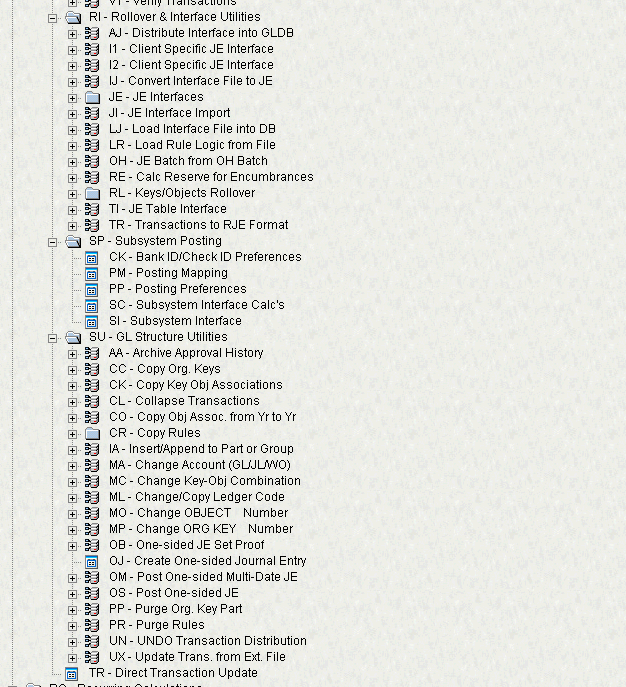 VT - Verify Transactions
RI - Rollover & Interface Utilities
AJ - Distribute Interface into GLDB
I1 - Client Specific JE Interface
I2 - Client Specific JE Interface
IJ - Convert Interface File to JE
JE - JE Interfaces
JI - JE Interface Import
LJ - Load Interface File into DB
LR - Load Rule Logic from File
OH - JE Batch from OH Batch
RE - Calc Reserve for Encumbrances
RL - Keys/Objects Rollover
TI - JE Table Interface
TR - Transactions to RJE Format
SP - Subsystem Posting
CK - Bank ID/Check ID Preferences
PM - Posting Mapping
PP - Posting Preferences
SC - Subsystem Interface Calc's
SI - Subsystem Interface
SU - GL Structure Utilities
AA - Archive Approval History
CC - Copy Org. Keys
CK - Copy Key Obj Associations
CL - Collapse Transactions
CO - Copy Obj Assoc. from Yr to Yr
CR - Copy Rules
IA - Insert/Append to Part or Group
MA - Change Account (GL/JL/WO)
MC - Change Key-Obj Combination
ML - Change/Copy Ledger Code
MO - Change OBJECT Number
MP - Change ORG KEY Number
OB - One-sided JE Set Proof
OJ - Create One-sided Journal Entry
OM - Post One-sided Multi-Date JE
OS - Post One-sided JE
PP - Purge Org. Key Part
PR - Purge Rules
UN - UNDO Transaction Distribution
UX - Update Trans. from Ext. File
TR - Direct Transaction Update
Recurring Calculations